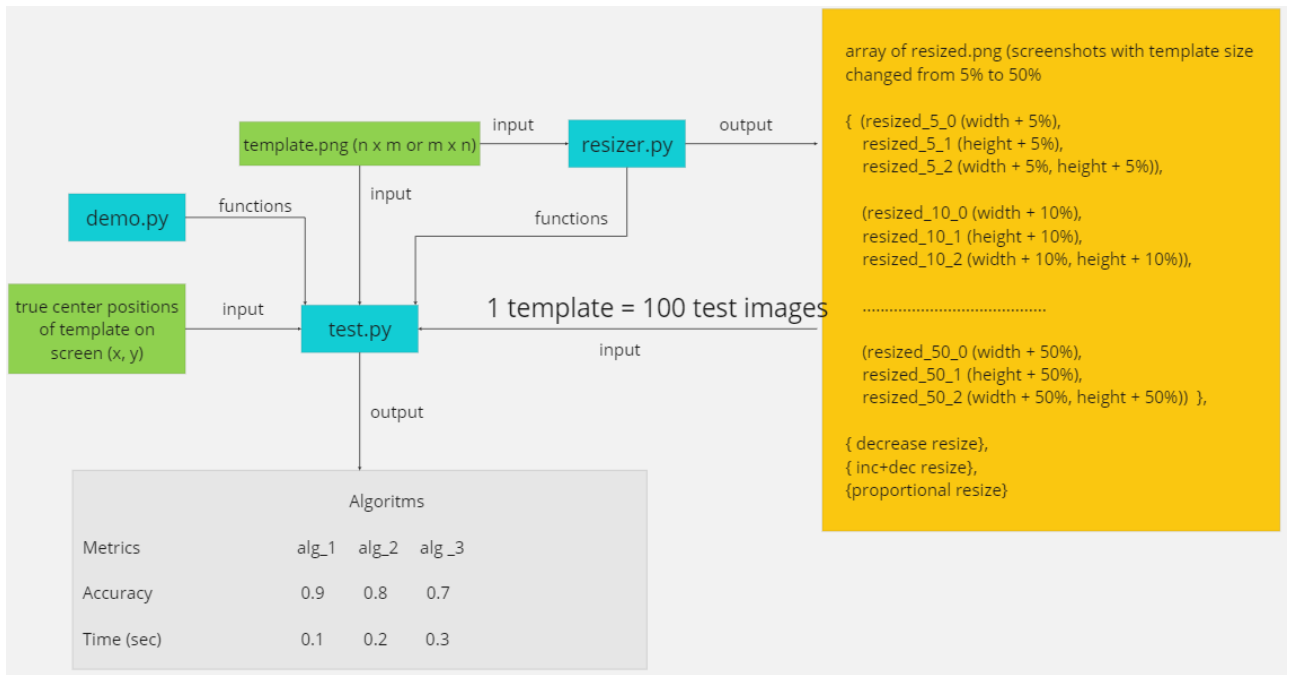 array of resized.png (screenshots with template size
changed from 5% to 50%
{ (resized_5_0 (width + 5%),
resized_5_1 (height + 5%),
resized_5_2 (width + 5%, height + 5%)),
(resized_10_0 (width + 10%),
resized_10_1 (height + 10%),
resized_10_2 (width + 10%, height + 10%)),
..........................................
(resized_50_0 (width + 50%),
resized_50_1 (height + 50%),
resized_50_2 (width + 50%, height + 50%)) },
{ decrease resize},
{ inc+dec resize},
{proportional resize}
template.png (n x m or m x n)
input
resizer.py
output
input
functions
demo.py
functions
true center positions
of template on
screen (x, y)
input
test.py
1 template = 100 test images
input
output
Algoritms
Metrics alg_1 alg_2 alg _3
Accuracy 0.9 0.8 0.7
Time (sec) 0.1 0.2 0.3